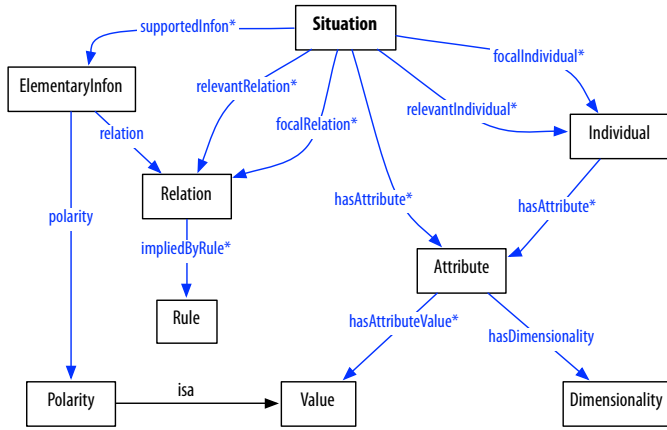 Situation
supportedInfon*
focalIndividual*
ElementaryInfon
relevantRelation*
relevantIndividual*
focalRelation*
relation
Individual
Relation
hasAttribute*
hasAttribute*
polarity
impliedByRule*
Attribute
Rule
hasAttributeValue*
hasDimensionality
isa
Polarity
Value
Dimensionality